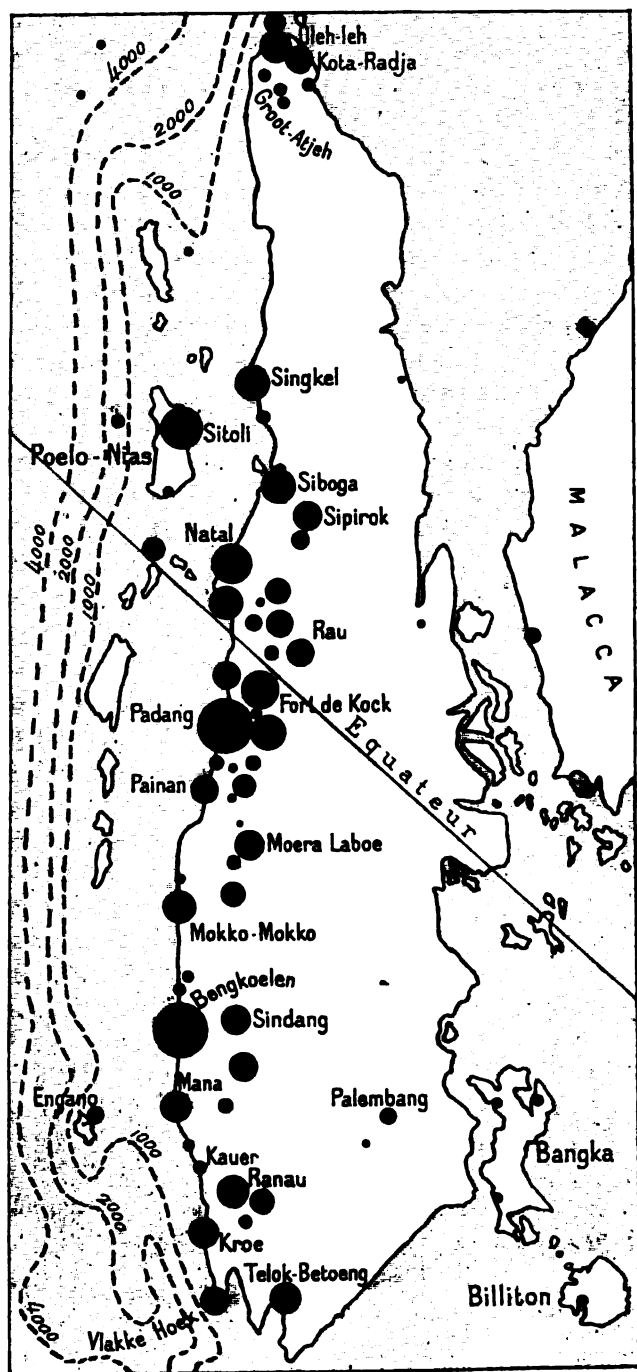 Oleh-leh
Kota-Radja
Groot-Atjeh
4000
2000
1000
Singkel
Sitoli
Poelo-Nias
Siboga
Sipirok
Natal
4000
2000
1000
MALACCA
Rau
Fort de Kock
Padang
Equateur
Painan
Moera Laboe
Mokko-Mokko
Bengkoelen
Sindang
Mana
Palembang
Engano
1000
Bangka
Kauer
Ranau
2000
Kroe
Telok-Betoeng
Billiton
Vlakke Hoek
4000